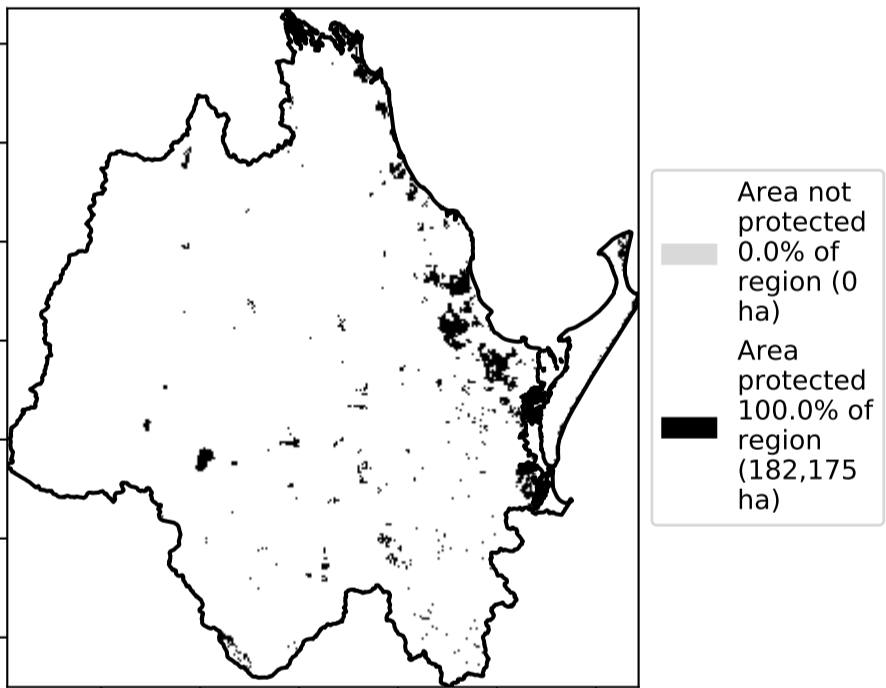 Area not
protected
0.0% of
region (0
ha)
Area
protected
100.0% of
region
(182,175
ha)